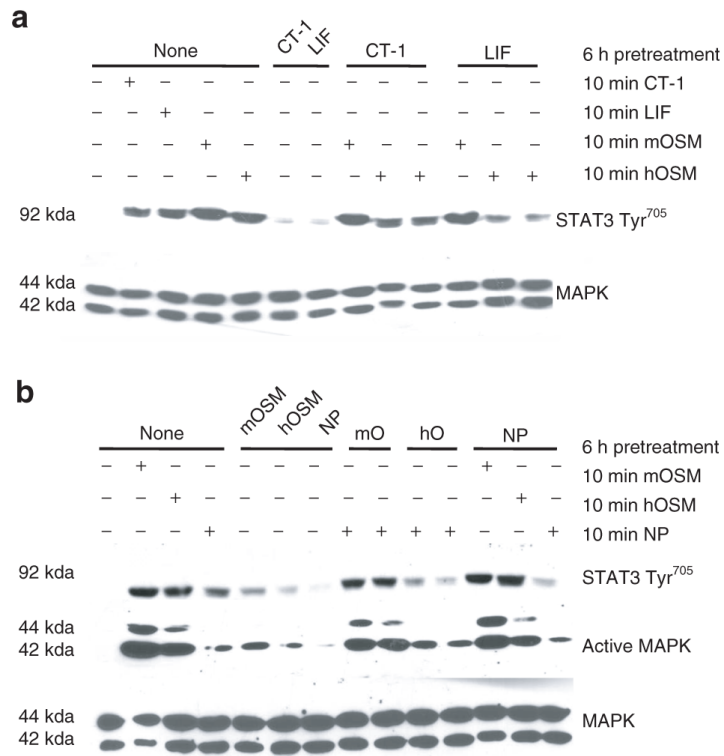 a
None CT-1 LIF CT-1 LIF 6 h pretreatment
– + – – – – – – – – – – – 10 min CT-1
– – + – – – – – – – – – – 10 min LIF
– – – + – – – + – – + – – 10 min mOSM
– – – – + – – – + + – + + 10 min hOSM
92 kda STAT3 Tyr705
44 kda
42 kda MAPK
b
None mOSM hOSM NP mO hO NP 6 h pretreatment
– + – – – – – – – – – + – – 10 min mOSM
– – + – – – – – – – – – + – 10 min hOSM
– – – + – – – + + + + – – + 10 min NP
92 kda STAT3 Tyr705
44 kda
42 kda Active MAPK
44 kda MAPK
42 kda